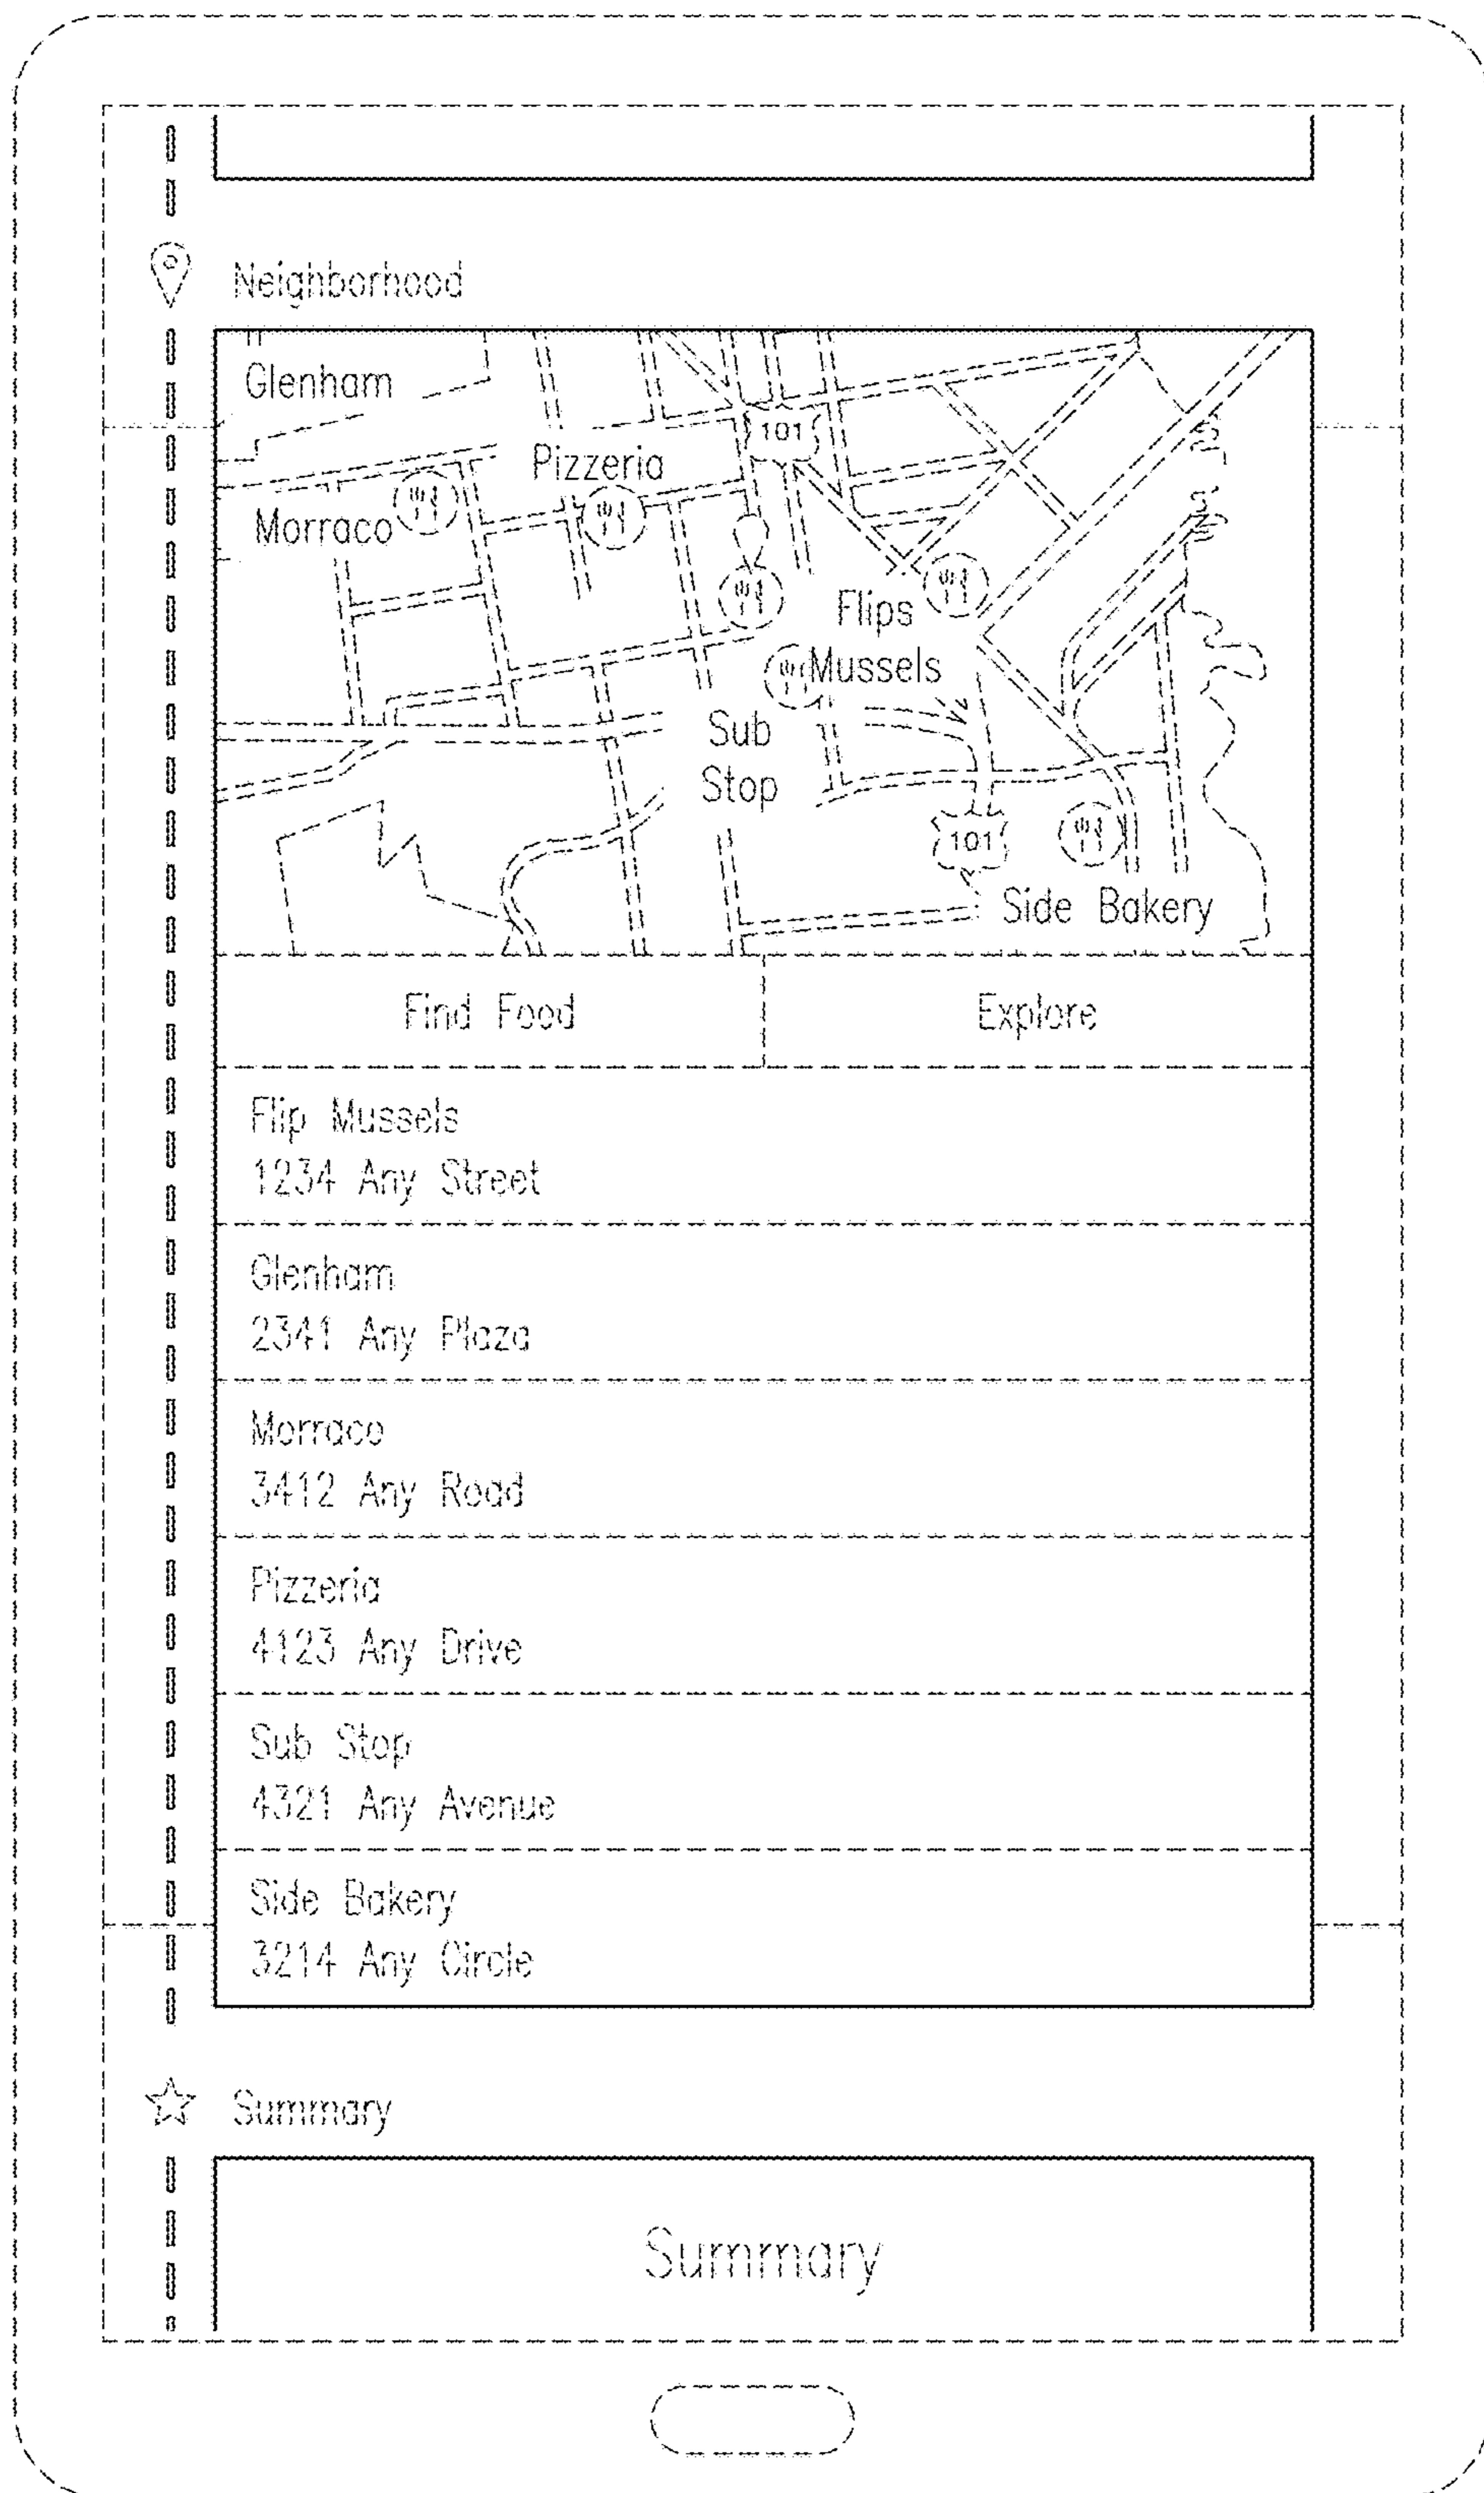 Neighborhood
Glenham
101
Pizzeria
Morraco
Flips
Mussels
Sub
Stop
101
Side Bakery
Find Food
Explore
Flip Mussels
1234 Any Street
Glenham
2341 Any Plaza
Morraco
3412 Any Road
Pizzeria
4123 Any Drive
Sub Stop
4321 Any Avenue
Side Bakery
3214 Any Circle
Summary
Summary